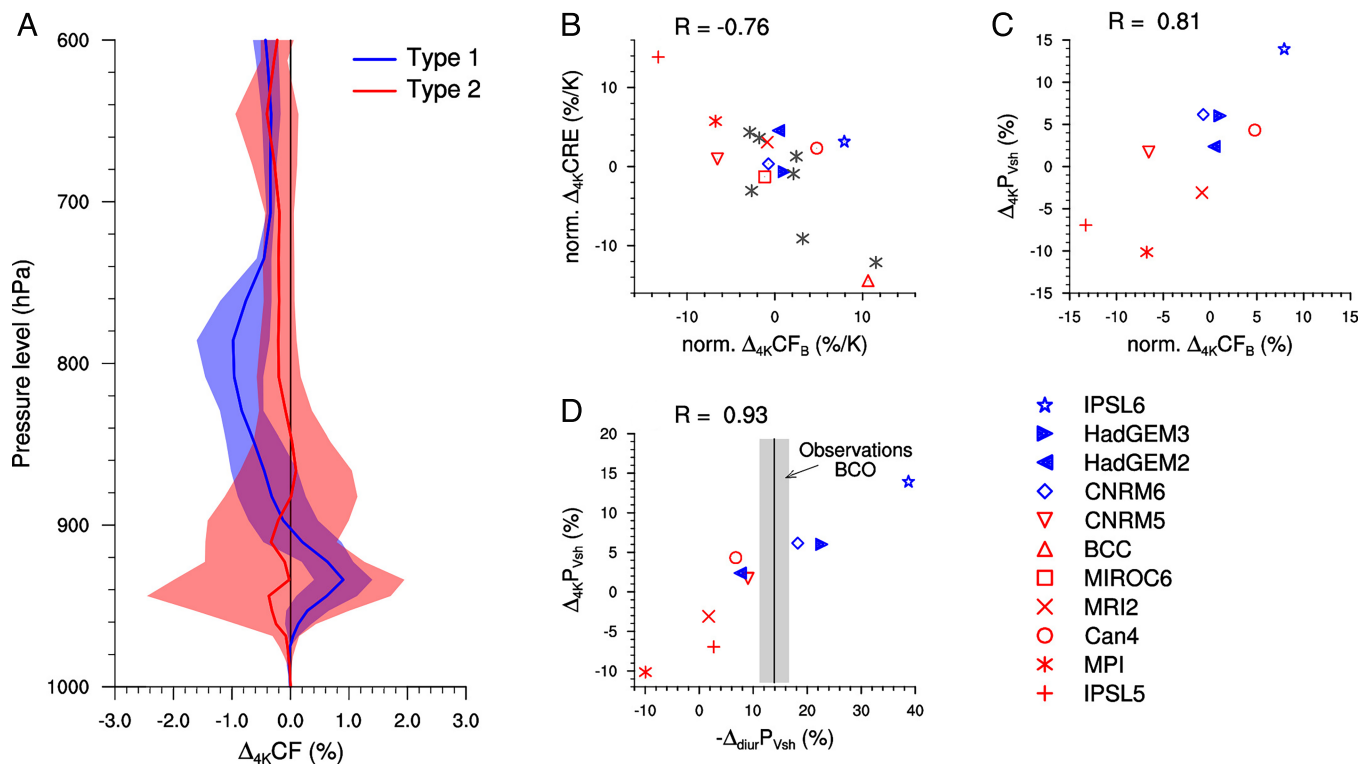 A
600
700
800
900
1000
Pressure level (hPa)
-3.0 -2.0 -1.0 0.0 1.0 2.0 3.0
Δ4KCF (%)
Type 1
Type 2
B
R = -0.76
10
0
-10
norm. Δ4KCRE (%/K)
-10 0 10
norm. Δ4KCFB (%/K)
C
R = 0.81
15
10
5
0
-5
-10
-15
Δ4KPVsh (%)
-15 -10 -5 0 5 10 15
norm. Δ4KCFB (%)
D
R = 0.93
20
15
10
5
0
-5
-10
Δ4KPVsh (%)
Observations
BCO
-10 0 10 20 30 40
-ΔdiurPVsh (%)
IPSL6
HadGEM3
HadGEM2
CNRM6
CNRM5
BCC
MIROC6
MRI2
Can4
MPI
IPSL5